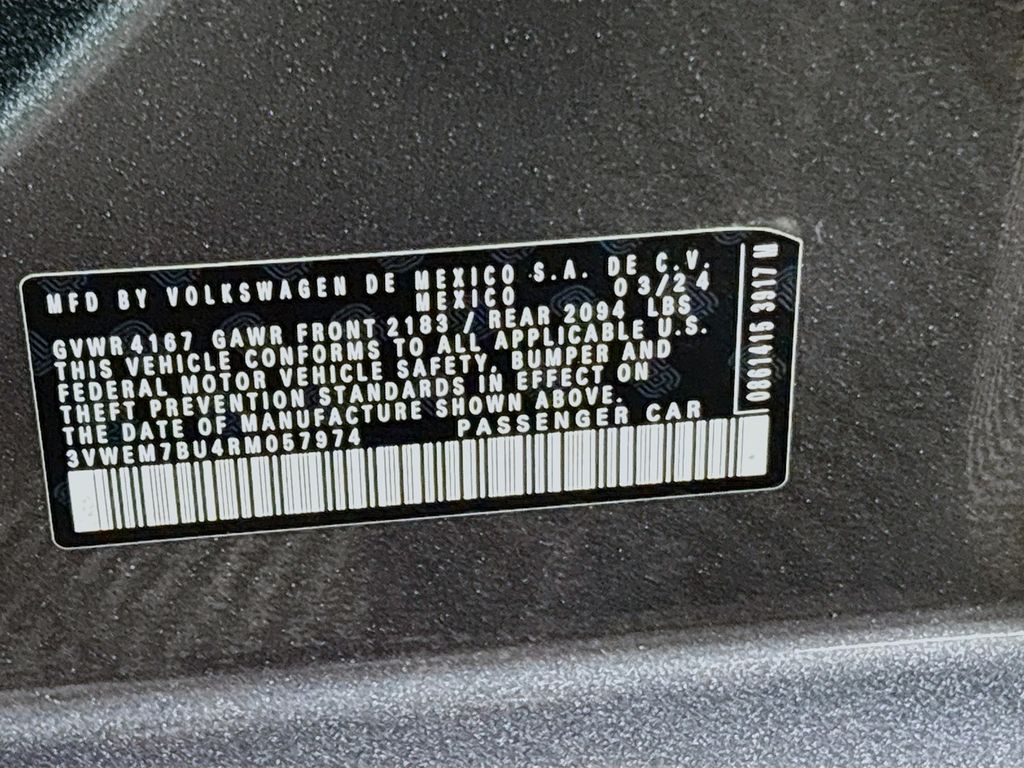 MFD BY VOLKSWAGEN DE MEXICO S.A. DE C.V.
MEXICO 03/24
GVWR 4167 GAWR FRONT 2183 / REAR 2094 LBS
THIS VEHICLE CONFORMS TO ALL APPLICABLE U.S.
FEDERAL MOTOR VEHICLE SAFETY, BUMPER AND
THEFT PREVENTION STANDARDS IN EFFECT ON
THE DATE OF MANUFACTURE SHOWN ABOVE.
3VWEM7BU4RM057974 PASSENGER CAR
0861415 3917 M